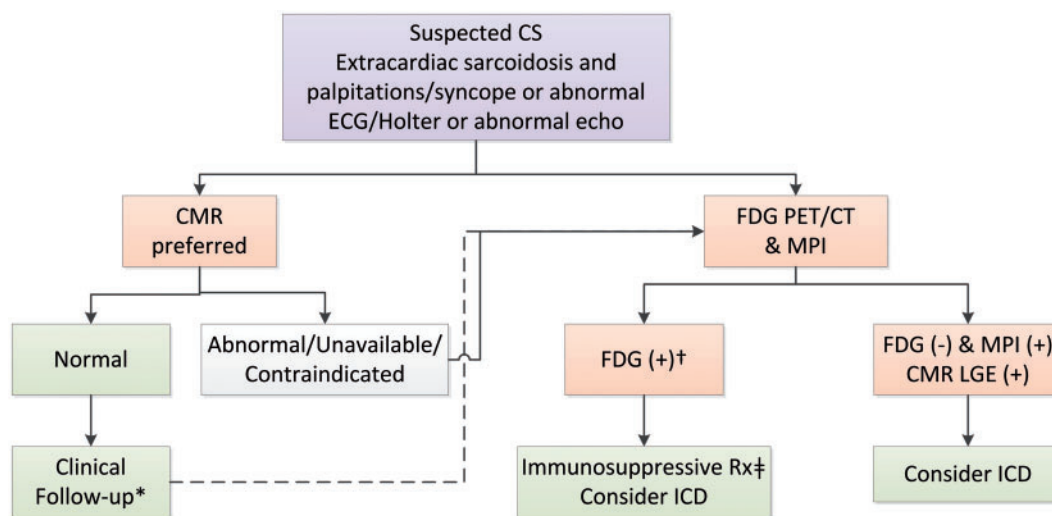 Suspected CS
Extracardiac sarcoidosis and
palpitations/syncope or abnormal
ECG/Holter or abnormal echo
CMR
preferred
FDG PET/CT
& MPI
Normal
Abnormal/Unavailable/
Contraindicated
FDG (+)†
FDG (-) & MPI (+)
CMR LGE (+)
Clinical
Follow-up*
Immunosuppressive Rx‡
Consider ICD
Consider ICD